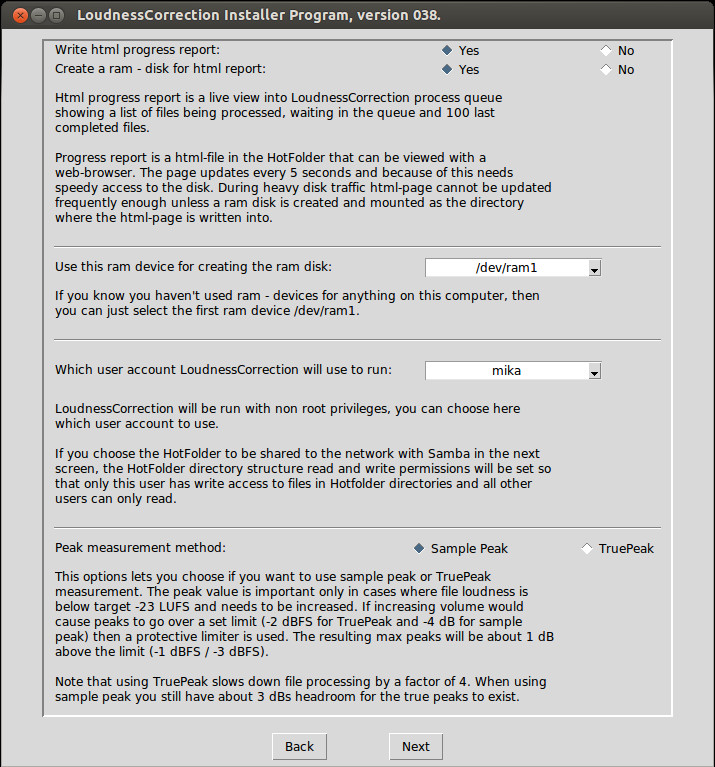 LoudnessCorrection Installer Program, version 038.
Write html progress report: Yes No
Create a ram - disk for html report: Yes No
Html progress report is a live view into LoudnessCorrection process queue
showing a list of files being processed, waiting in the queue and 100 last
completed files.
Progress report is a html-file in the HotFolder that can be viewed with a
web-browser. The page updates every 5 seconds and because of this needs
speedy access to the disk. During heavy disk traffic html-page cannot be updated
frequently enough unless a ram disk is created and mounted as the directory
where the html-page is written into.
Use this ram device for creating the ram disk: /dev/ram1
If you know you haven't used ram - devices for anything on this computer, then
you can just select the first ram device /dev/ram1.
Which user account LoudnessCorrection will use to run: mika
LoudnessCorrection will be run with non root privileges, you can choose here
which user account to use.
If you choose the HotFolder to be shared to the network with Samba in the next
screen, the HotFolder directory structure read and write permissions will be set so
that only this user has write access to files in Hotfolder directories and all other
users can only read.
Peak measurement method: Sample Peak TruePeak
This options lets you choose if you want to use sample peak or TruePeak
measurement. The peak value is important only in cases where file loudness is
below target -23 LUFS and needs to be increased. If increasing volume would
cause peaks to go over a set limit (-2 dBFS for TruePeak and -4 dB for sample
peak) then a protective limiter is used. The resulting max peaks will be about 1 dB
above the limit (-1 dBFS / -3 dBFS).
Note that using TruePeak slows down file processing by a factor of 4. When using
sample peak you still have about 3 dBs headroom for the true peaks to exist.
Back Next